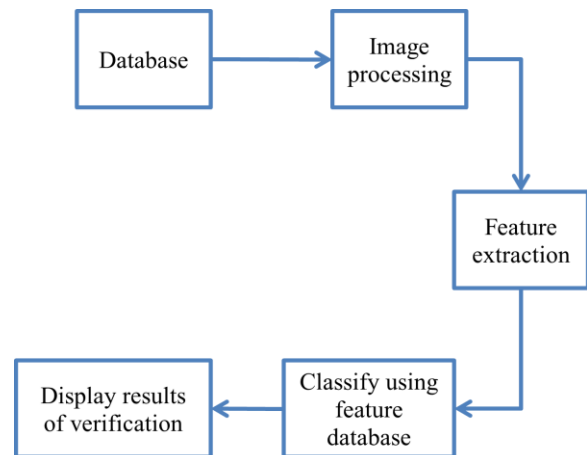 Database
Image
processing
Feature
extraction
Classify using
feature
database
Display results
of verification